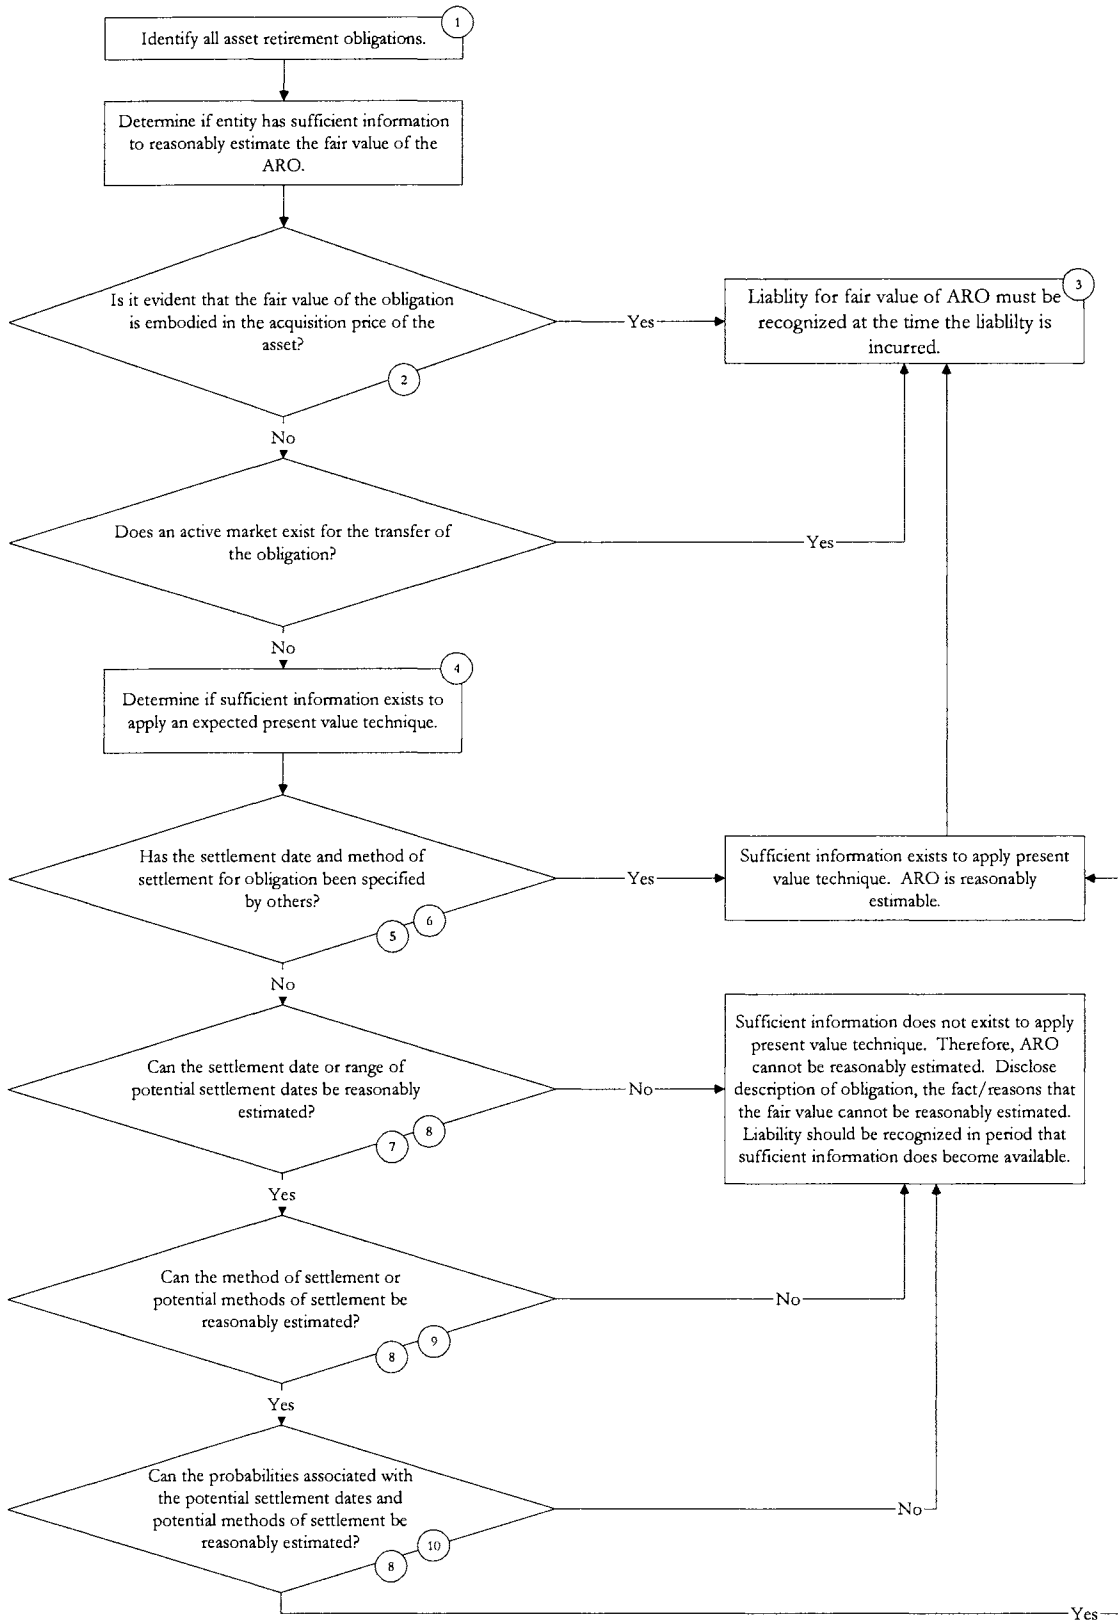 1
Identify all asset retirement obligations.
Determine if entity has sufficient information
to reasonably estimate the fair value of the
ARO.
Is it evident that the fair value of the obligation
is embodied in the acquisition price of the
asset?
2
Yes
3
Liablity for fair value of ARO must be
recognized at the time the liablilty is
incurred.
No
Does an active market exist for the transfer of
the obligation?
Yes
No
4
Determine if sufficient information exists to
apply an expected present value technique.
Has the settlement date and method of
settlement for obligation been specified
by others?
5
6
Yes
Sufficient information exists to apply present
value technique. ARO is reasonably
estimable.
No
Can the settlement date or range of
potential settlement dates be reasonably
estimated?
7
8
No
Sufficient information does not exitst to apply
present value technique. Therefore, ARO
cannot be reasonably estimated. Disclose
description of obligation, the fact/reasons that
the fair value cannot be reasonably estimated.
Liability should be recognized in period that
sufficient information does become available.
Yes
Can the method of settlement or
potential methods of settlement be
reasonably estimated?
8
9
No
Yes
Can the probabilities associated with
the potential settlement dates and
potential methods of settlement be
reasonably estimated?
8
10
No
Yes